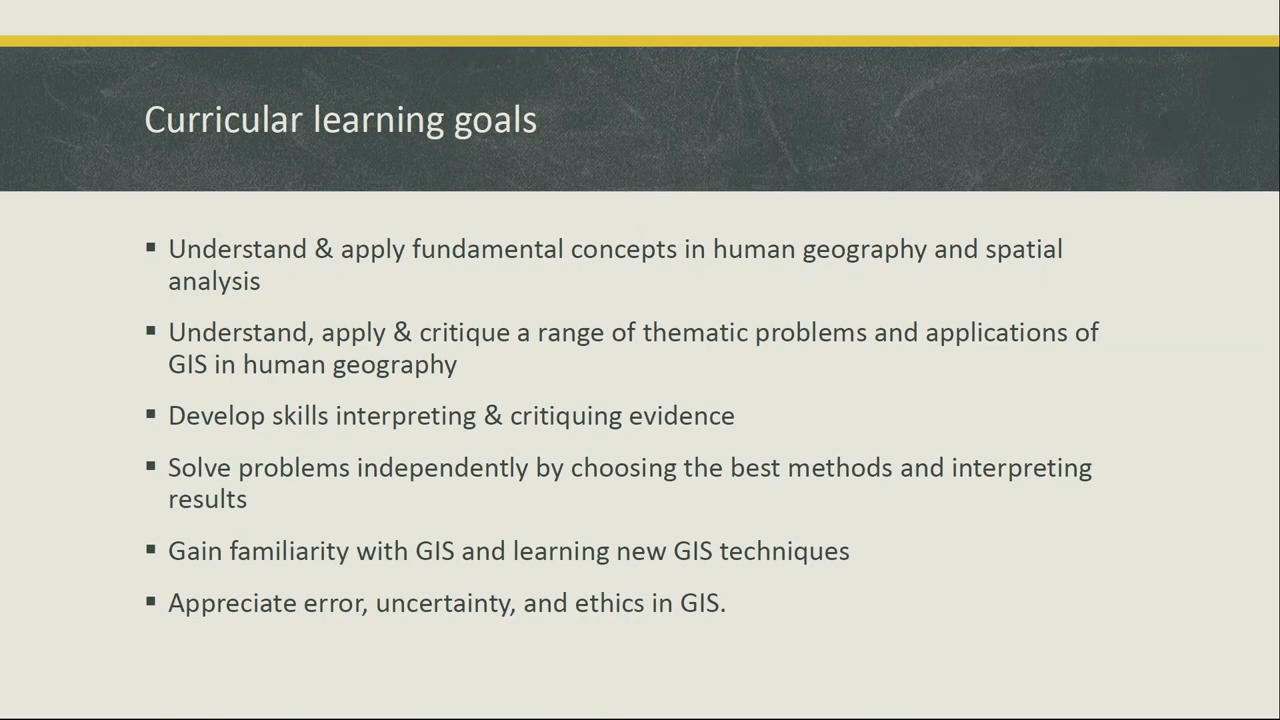 Curricular learning goals
▪ Understand & apply fundamental concepts in human geography and spatial
analysis
▪ Understand, apply & critique a range of thematic problems and applications of
GIS in human geography
▪ Develop skills interpreting & critiquing evidence
▪ Solve problems independently by choosing the best methods and interpreting
results
▪ Gain familiarity with GIS and learning new GIS techniques
▪ Appreciate error, uncertainty, and ethics in GIS.